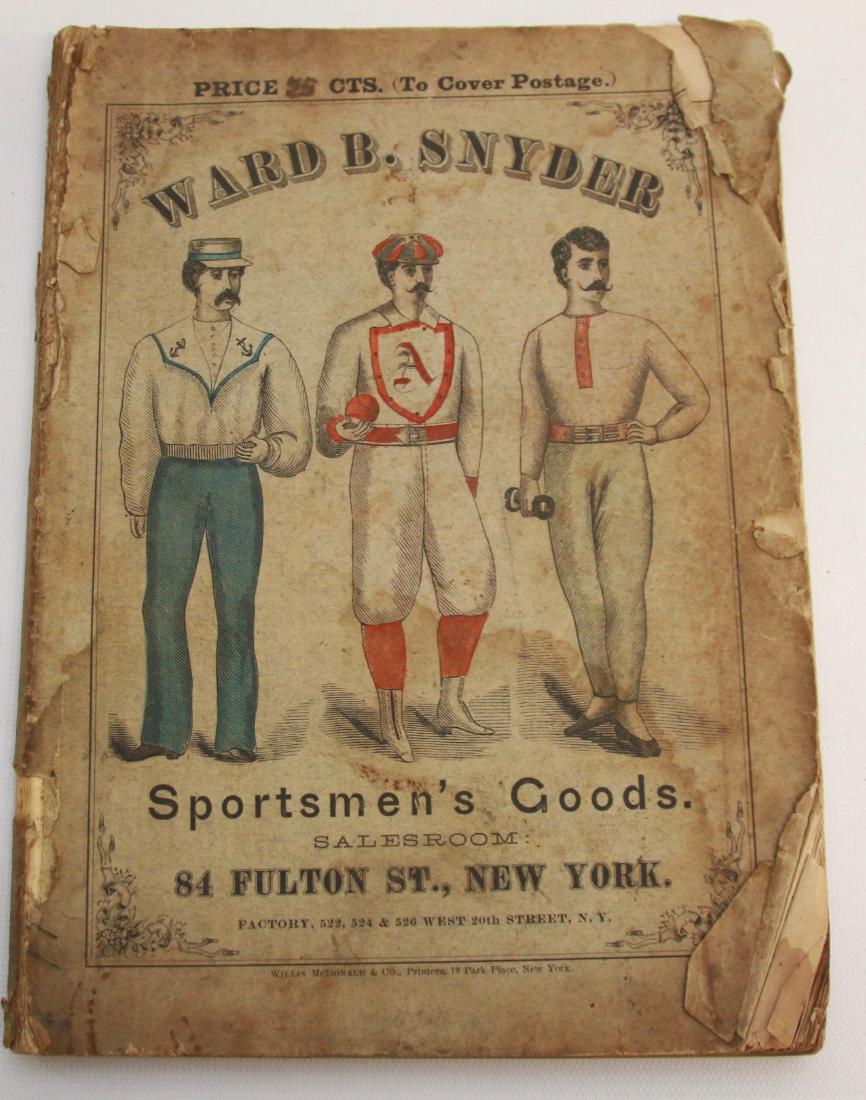 PRICE 25 CTS. (To Cover Postage.)
WARD B. SNYDER
A
Sportsmen's Goods.
SALESROOM:
84 FULTON ST., NEW YORK.
FACTORY, 522, 524 & 526 WEST 20th STREET, N. Y.
WILLIS MCDONALD & CO., Printers, 19 Park Place, New York.